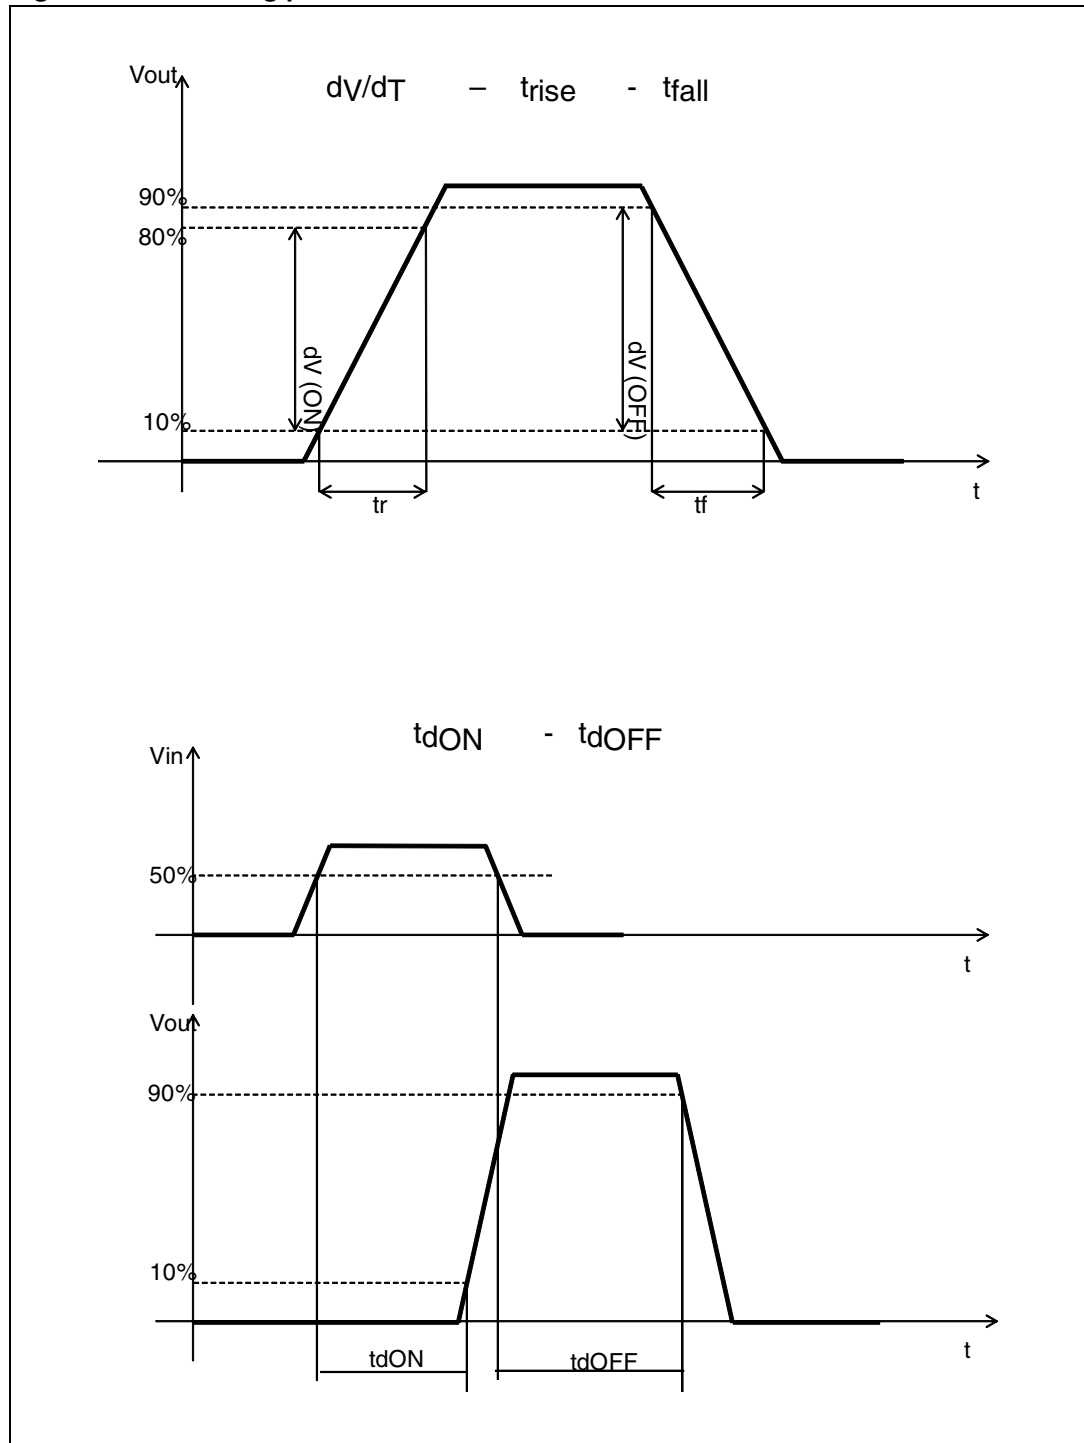 Vout
dV/dT – trise - tfall
90%
80%
dV (ON)
dV (OFF)
10%
tr
tf
t
tdON - tdOFF
Vin
50%
t
Vout
90%
10%
tdON
tdOFF
t